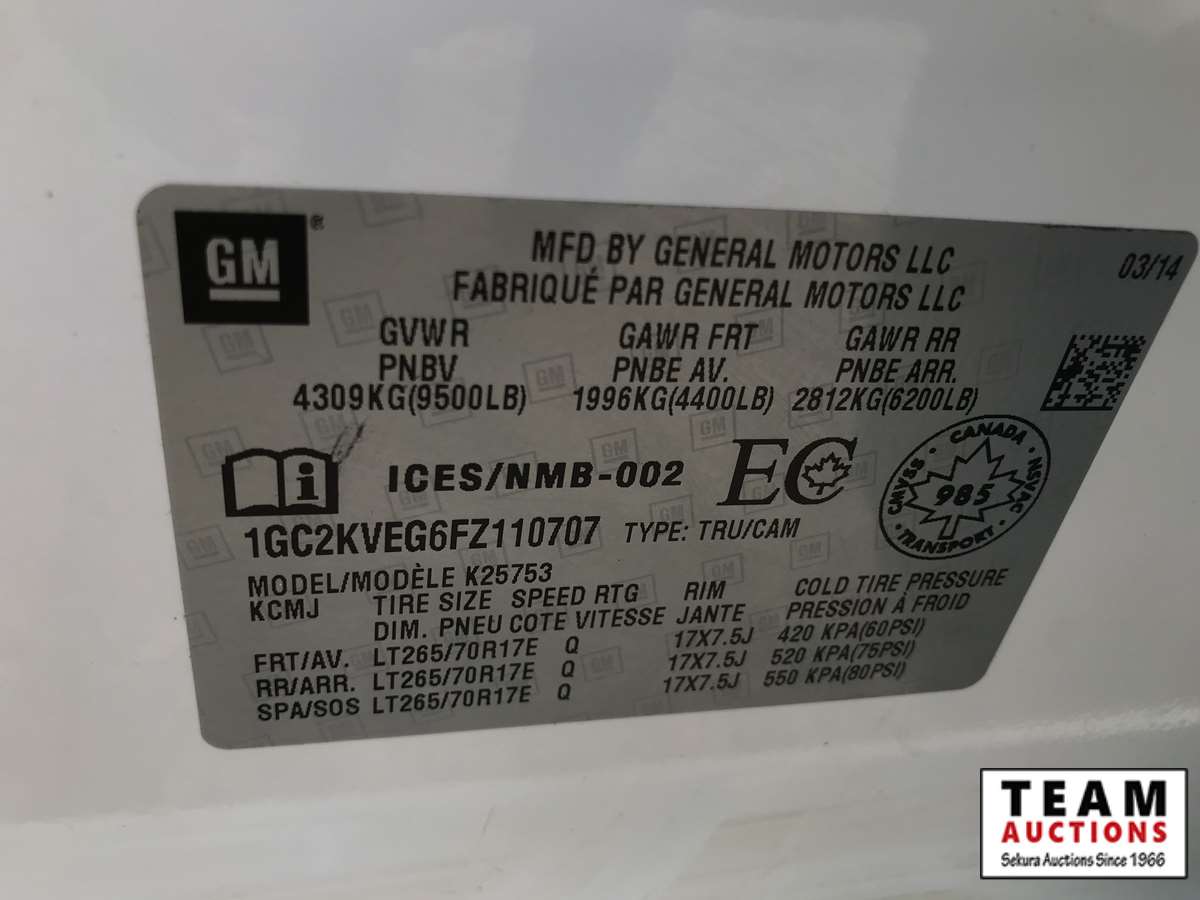 GM ®
MFD BY GENERAL MOTORS LLC
FABRIQUÉ PAR GENERAL MOTORS LLC
03/14
GVWR GAWR FRT GAWR RR
PNBV PNBE AV. PNBE ARR.
4309KG(9500LB) 1996KG(4400LB) 2812KG(6200LB)
i ICES/NMB-002 EC
CANADA
CMVSS 985 NSVAC
TRANSPORT
1GC2KVEG6FZ110707 TYPE: TRU/CAM
MODEL/MODÈLE K25753
KCMJ TIRE SIZE SPEED RTG RIM COLD TIRE PRESSURE
DIM. PNEU COTE VITESSE JANTE PRESSION À FROID
FRT/AV. LT265/70R17E Q 17X7.5J 420 KPA(60PSI)
RR/ARR. LT265/70R17E Q 17X7.5J 520 KPA(75PSI)
SPA/SOS LT265/70R17E Q 17X7.5J 550 KPA(80PSI)
TEAM
AUCTIONS
Sekura Auctions Since 1966